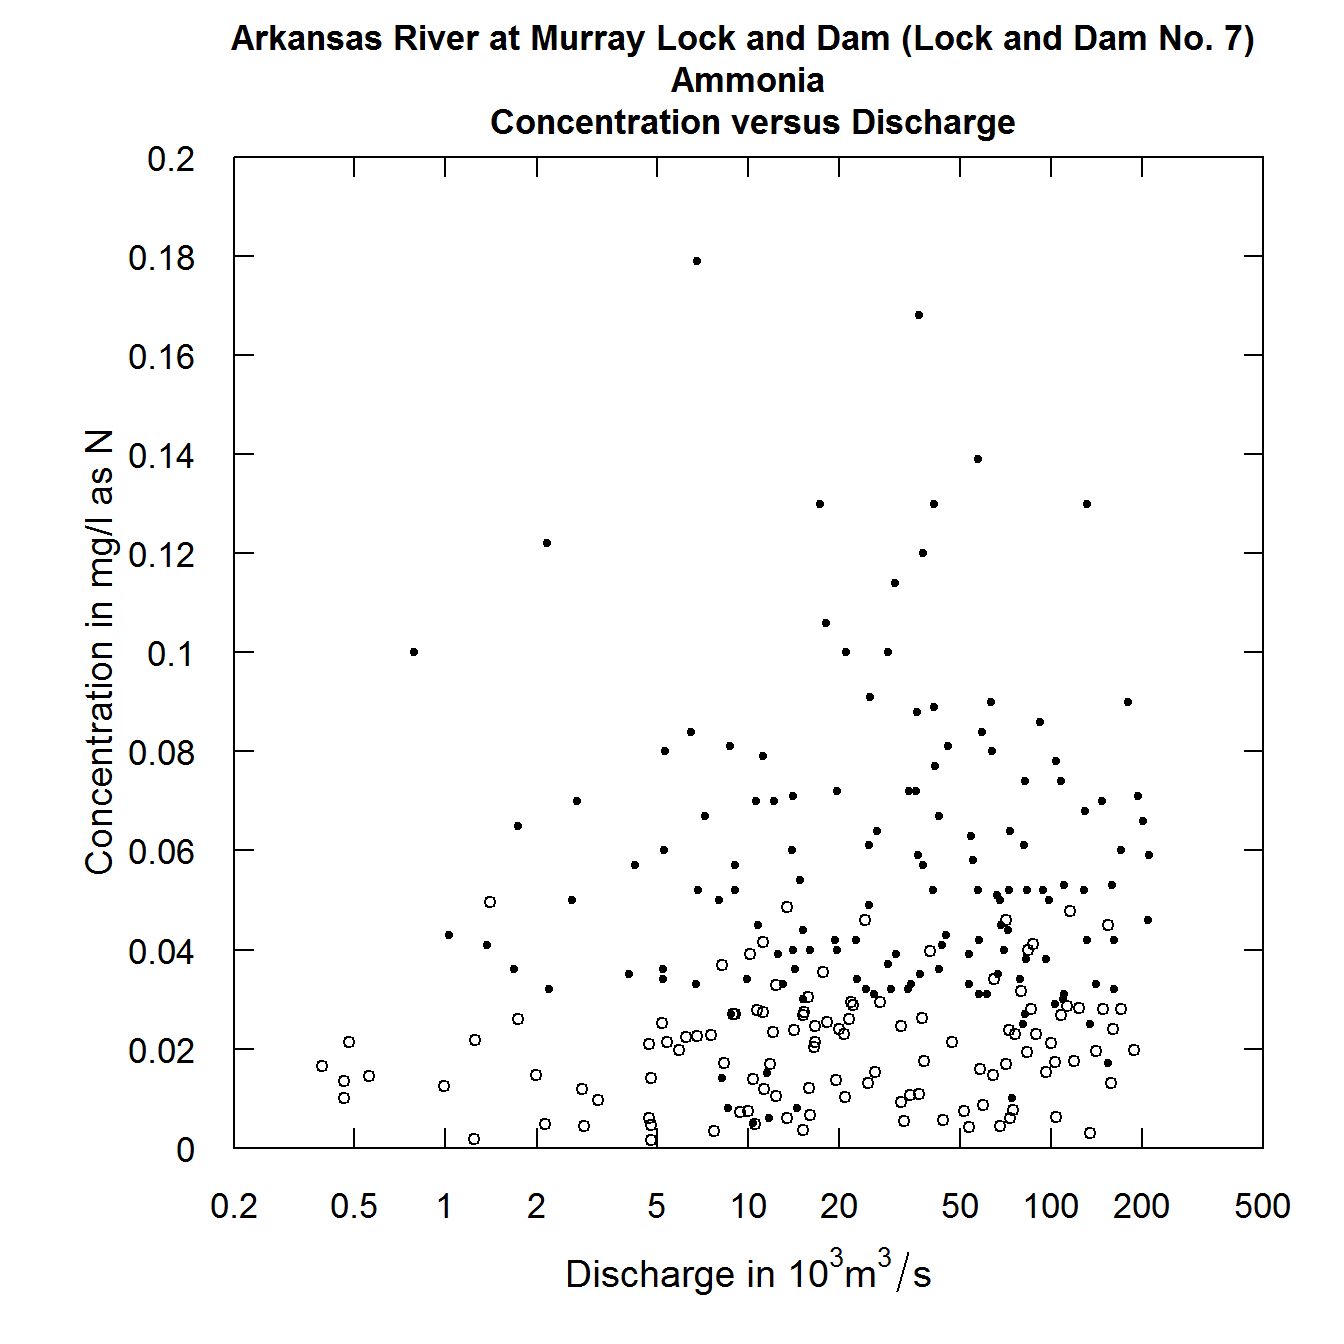 Arkansas River at Murray Lock and Dam (Lock and Dam No. 7)
Ammonia
Concentration versus Discharge
0.2
0.18
0.16
0.14
0.12
0.1
0.08
0.06
0.04
0.02
0
Concentration in mg/l as N
0.2 0.5 1 2 5 10 20 50 100 200 500
Discharge in 10³m³/s